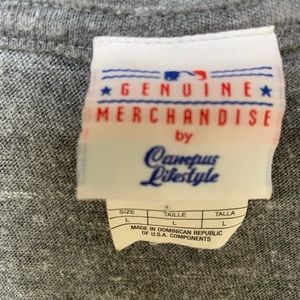 GENUINE
MERCHANDISE
by
Campus
Lifestyle
SIZE TAILLE TALLA
L L L
MADE IN DOMINICAN REPUBLIC
OF U.S.A. COMPONENTS